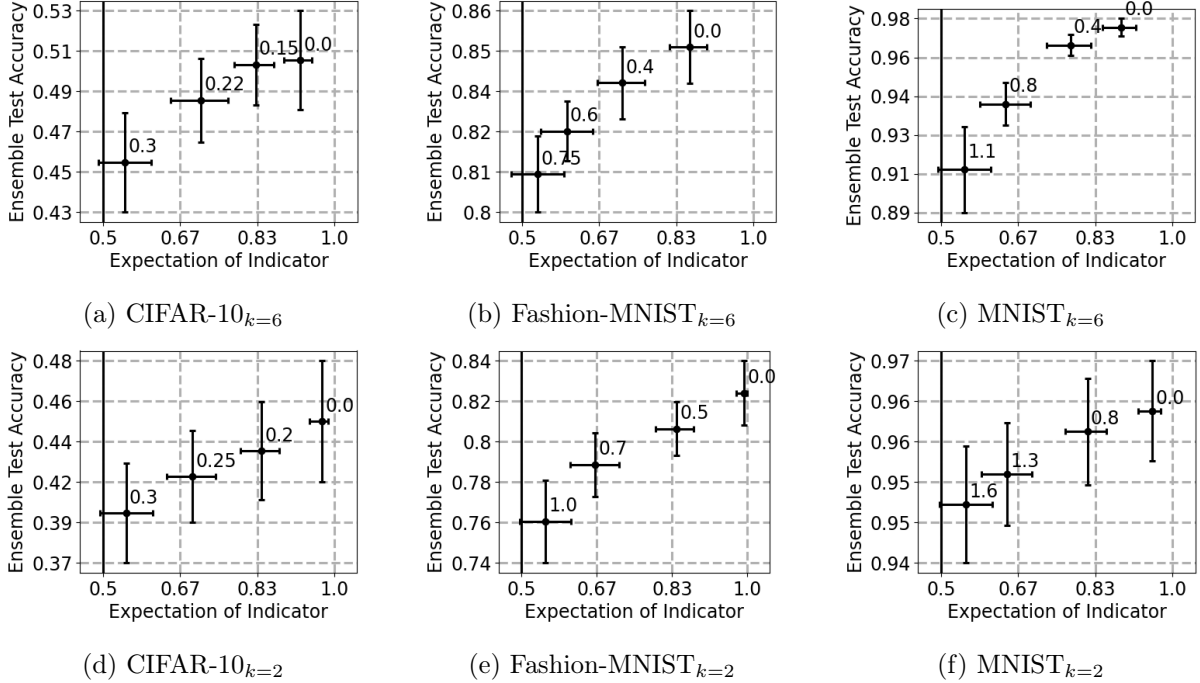 Ensemble Test Accuracy
0.53
0.51
0.49
0.47
0.45
0.43
0.3
0.22
0.15
0.0
0.5 0.67 0.83 1.0
Expectation of Indicator
(a) CIFAR-10k=6
Ensemble Test Accuracy
0.86
0.85
0.84
0.82
0.81
0.8
0.75
0.6
0.4
0.0
0.5 0.67 0.83 1.0
Expectation of Indicator
(b) Fashion-MNISTk=6
Ensemble Test Accuracy
0.98
0.96
0.94
0.93
0.91
0.89
1.1
0.8
0.4
0.0
0.5 0.67 0.83 1.0
Expectation of Indicator
(c) MNISTk=6
Ensemble Test Accuracy
0.48
0.46
0.44
0.42
0.39
0.37
0.3
0.25
0.2
0.0
0.5 0.67 0.83 1.0
Expectation of Indicator
(d) CIFAR-10k=2
Ensemble Test Accuracy
0.84
0.82
0.8
0.78
0.76
0.74
1.0
0.7
0.5
0.0
0.5 0.67 0.83 1.0
Expectation of Indicator
(e) Fashion-MNISTk=2
Ensemble Test Accuracy
0.97
0.96
0.96
0.95
0.95
0.94
1.6
1.3
0.8
0.0
0.5 0.67 0.83 1.0
Expectation of Indicator
(f) MNISTk=2